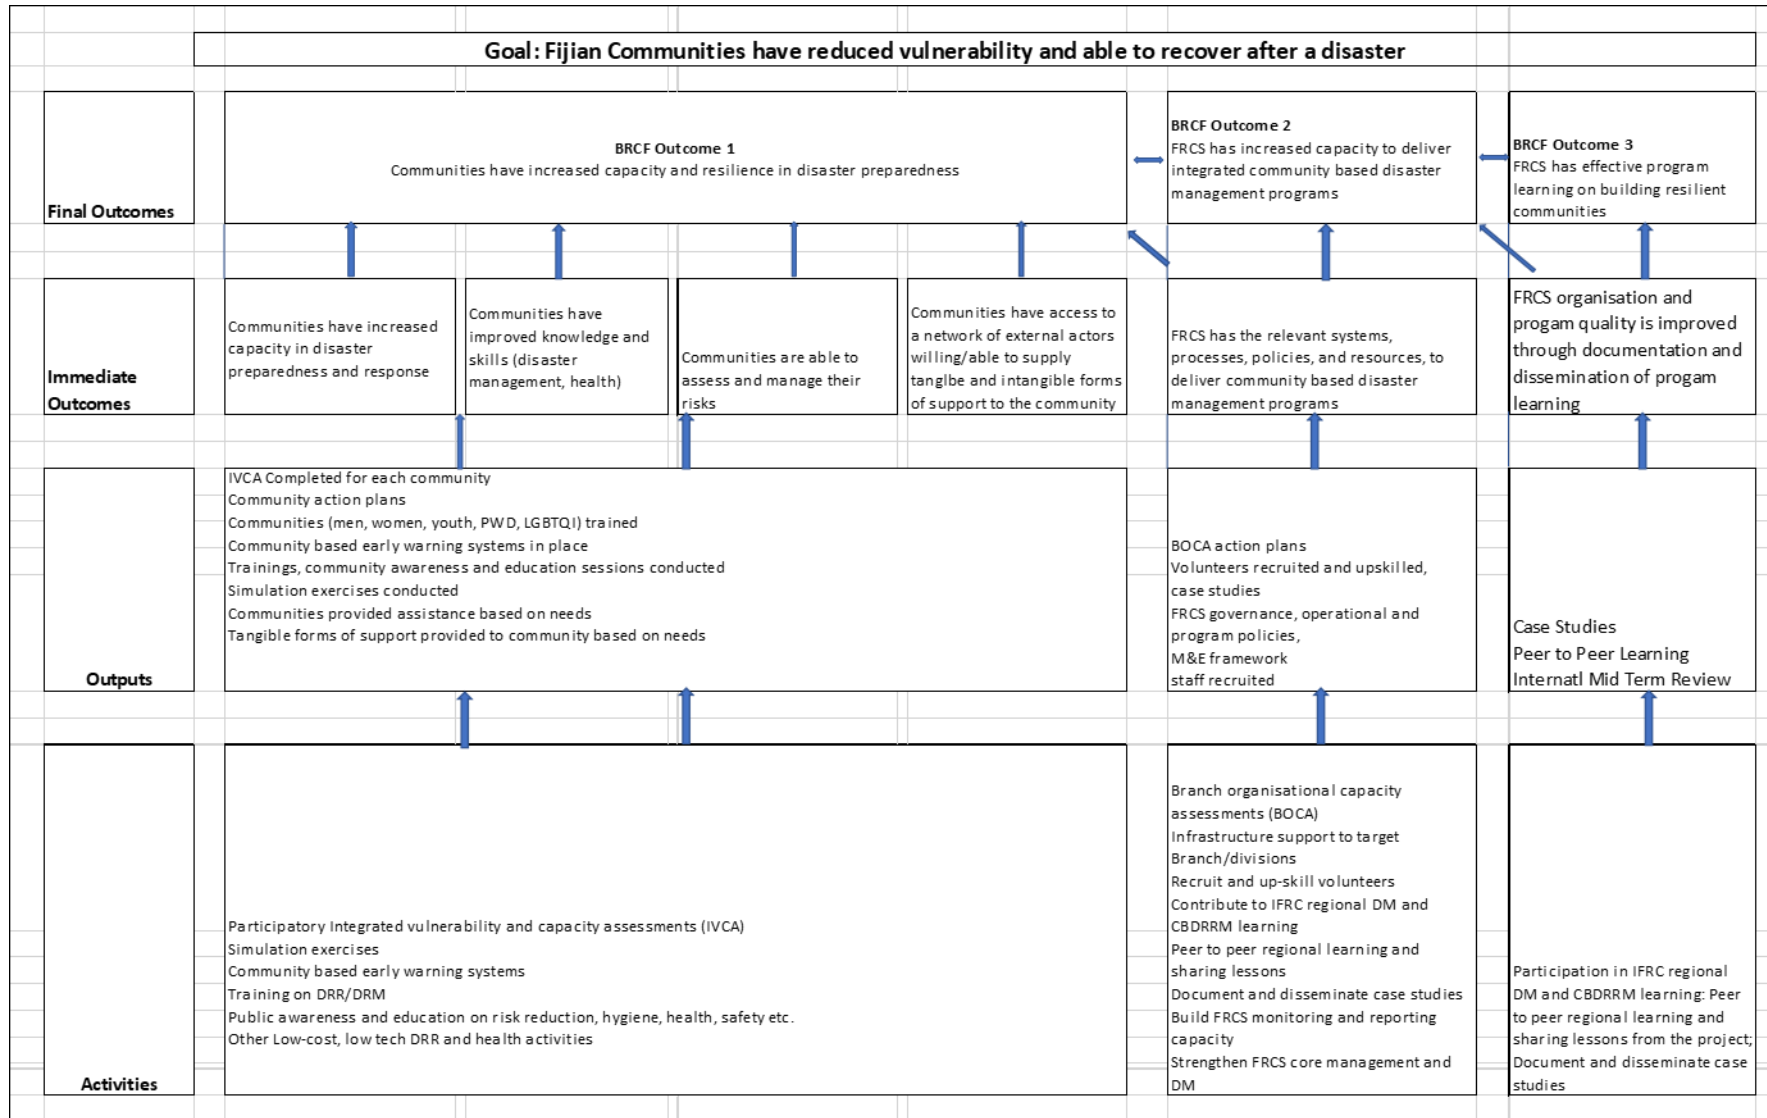 Goal: Fijian Communities have reduced vulnerability and able to recover after a disaster
Final Outcomes
BRCF Outcome 1
Communities have increased capacity and resilience in disaster preparedness
BRCF Outcome 2
FRCS has increased capacity to deliver
integrated community based disaster
management programs
BRCF Outcome 3
FRCS has effective program
learning on building resilient
communities
Immediate
Outcomes
Communities have increased
capacity in disaster
preparedness and response
Communities have
improved knowledge and
skills (disaster
management, health)
Communities are able to
assess and manage their
risks
Communities have access to
a network of external actors
willing/able to supply
tanglbe and intangible forms
of support to the community
FRCS has the relevant systems,
processes, policies, and resources, to
deliver community based disaster
management programs
FRCS organisation and
progam quality is improved
through documentation and
dissemination of progam
learning
Outputs
IVCA Completed for each community
Community action plans
Communities (men, women, youth, PWD, LGBTQI) trained
Community based early warning systems in place
Trainings, community awareness and education sessions conducted
Simulation exercises conducted
Communities provided assistance based on needs
Tangible forms of support provided to community based on needs
BOCA action plans
Volunteers recruited and upskilled,
case studies
FRCS governance, operational and
program policies,
M&E framework
staff recruited
Case Studies
Peer to Peer Learning
Internatl Mid Term Review
Activities
Participatory Integrated vulnerability and capacity assessments (IVCA)
Simulation exercises
Community based early warning systems
Training on DRR/DRM
Public awareness and education on risk reduction, hygiene, health, safety etc.
Other Low-cost, low tech DRR and health activities
Branch organisational capacity
assessments (BOCA)
Infrastructure support to target
Branch/divisions
Recruit and up-skill volunteers
Contribute to IFRC regional DM and
CBDRRM learning
Peer to peer regional learning and
sharing lessons
Document and disseminate case studies
Build FRCS monitoring and reporting
capacity
Strengthen FRCS core management and
DM
Participation in IFRC regional
DM and CBDRRM learning: Peer
to peer regional learning and
sharing lessons from the project;
Document and disseminate case
studies